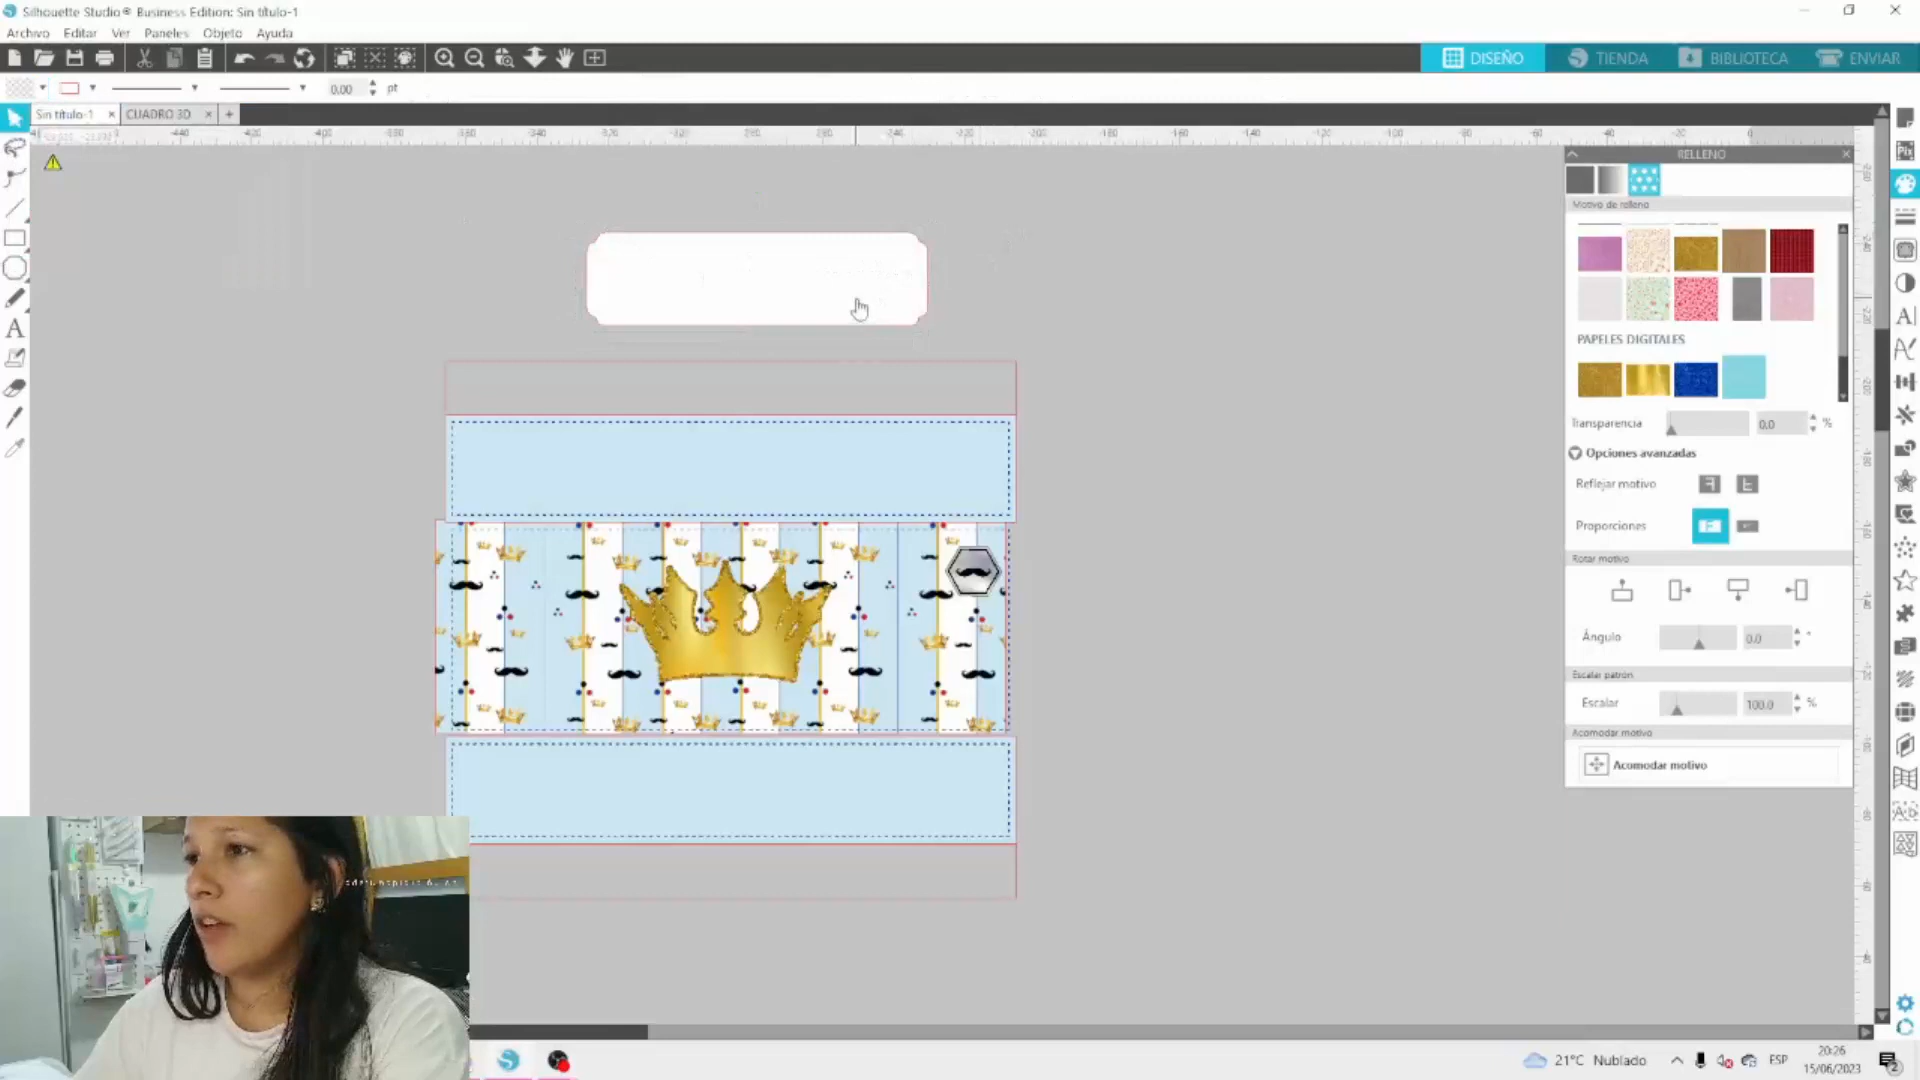 Silhouette Studio® Business Edition: Sin título-1
Archivo Editar Ver Paneles Objeto Ayuda
DISEÑO TIENDA BIBLIOTECA ENVIAR
0.00 pt
Sin título-1 CUADRO 3D
RELLENO
Motivo de relleno
PAPELES DIGITALES
Transparencia 0.0 %
Opciones avanzadas
Reflejar motivo
Proporciones
Rotar motivo
Ángulo 0.0 °
Escalar patrón
Escalar 100.0 %
Acomodar motivo
Acomodar motivo
21°C Nublado ESP 20:26
15/06/2023